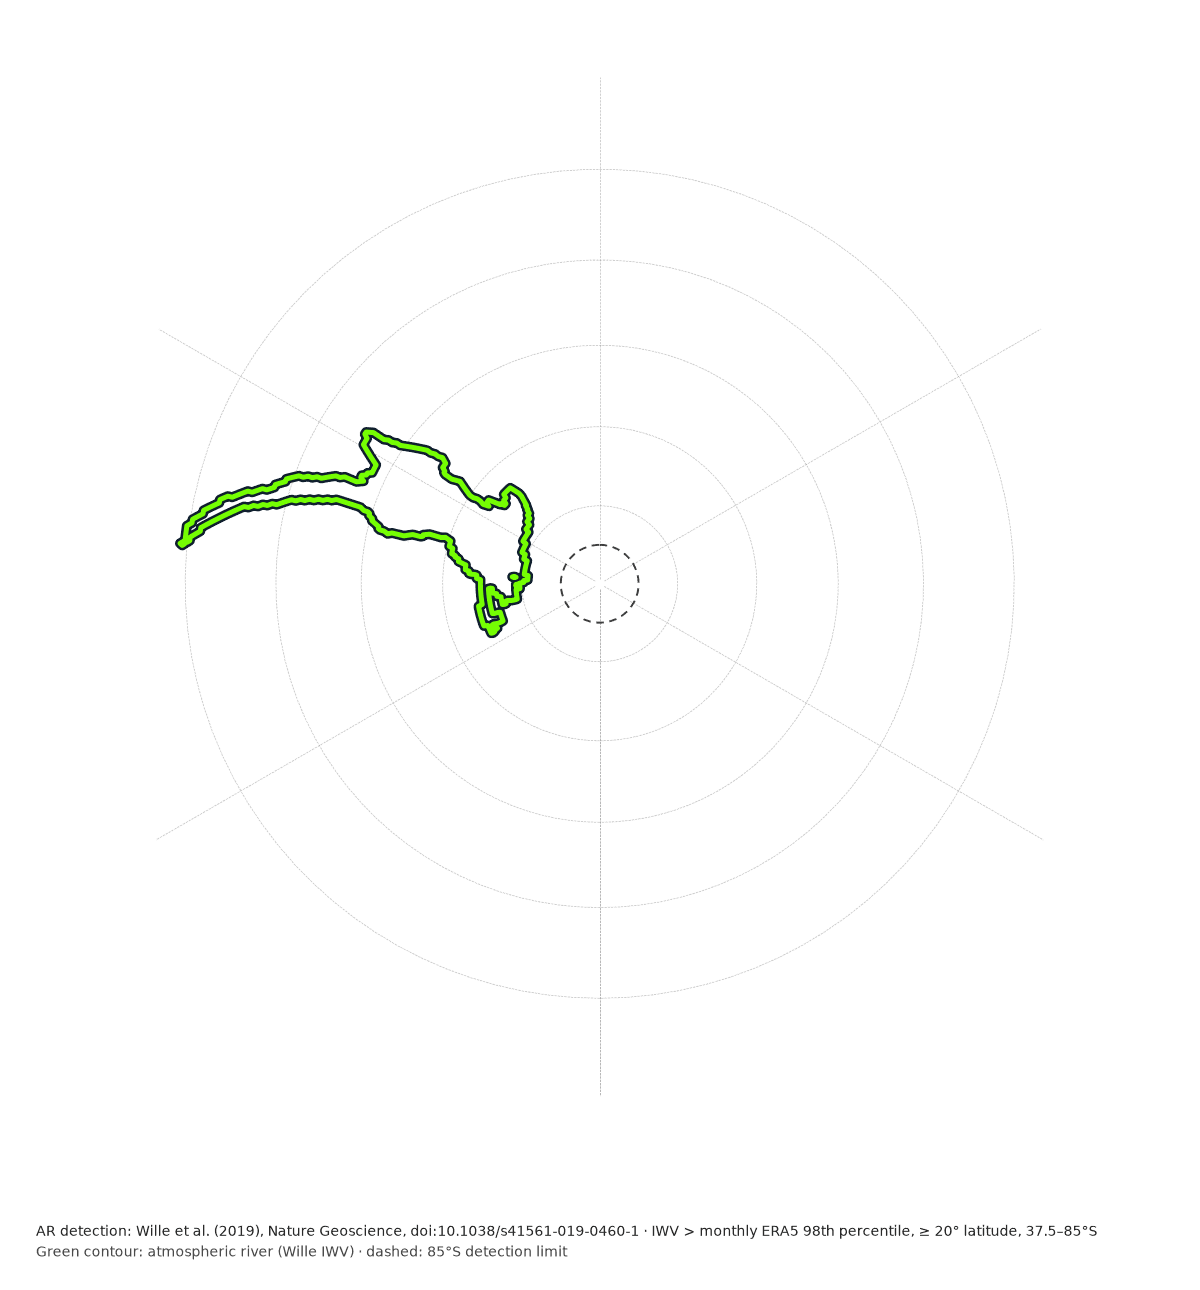 AR detection: Wille et al. (2019), Nature Geoscience, doi:10.1038/s41561-019-0460-1 · IWV > monthly ERA5 98th percentile, ≥ 20° latitude, 37.5–85°S
Green contour: atmospheric river (Wille IWV) · dashed: 85°S detection limit